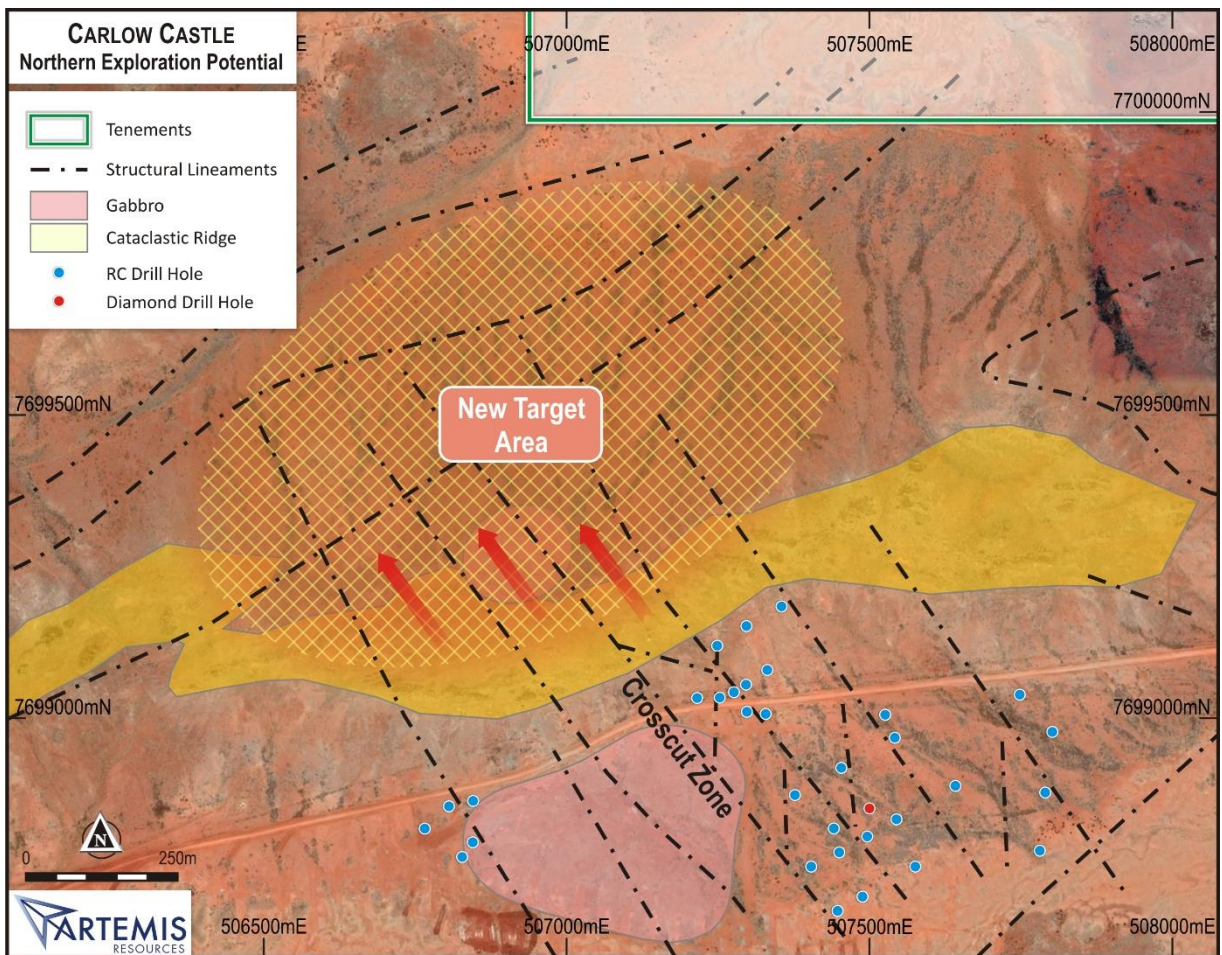 CARLOW CASTLE
Northern Exploration Potential
Tenements
Structural Lineaments
Gabbro
Cataclastic Ridge
RC Drill Hole
Diamond Drill Hole
E
507000mE
507500mE
508000mE
7700000mN
7699500mN
7699500mN
New Target
Area
7699000mN
7699000mN
Crosscut Zone
N
0
250m
506500mE
507000mE
507500mE
508000mE
ARTEMIS
RESOURCES